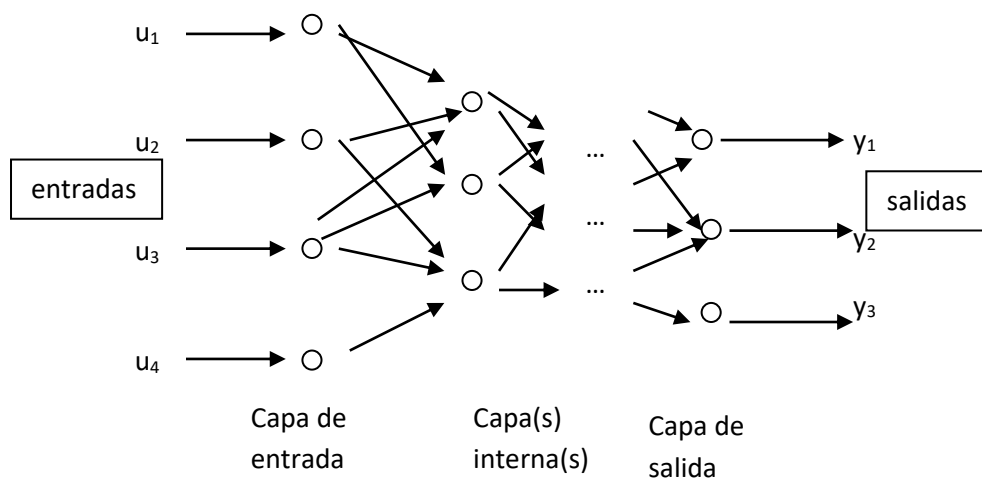 u₁
u₂
entradas
u₃
u₄
...
...
...
y₁
salidas
y₂
y₃
Capa de
entrada
Capa(s)
interna(s)
Capa de
salida